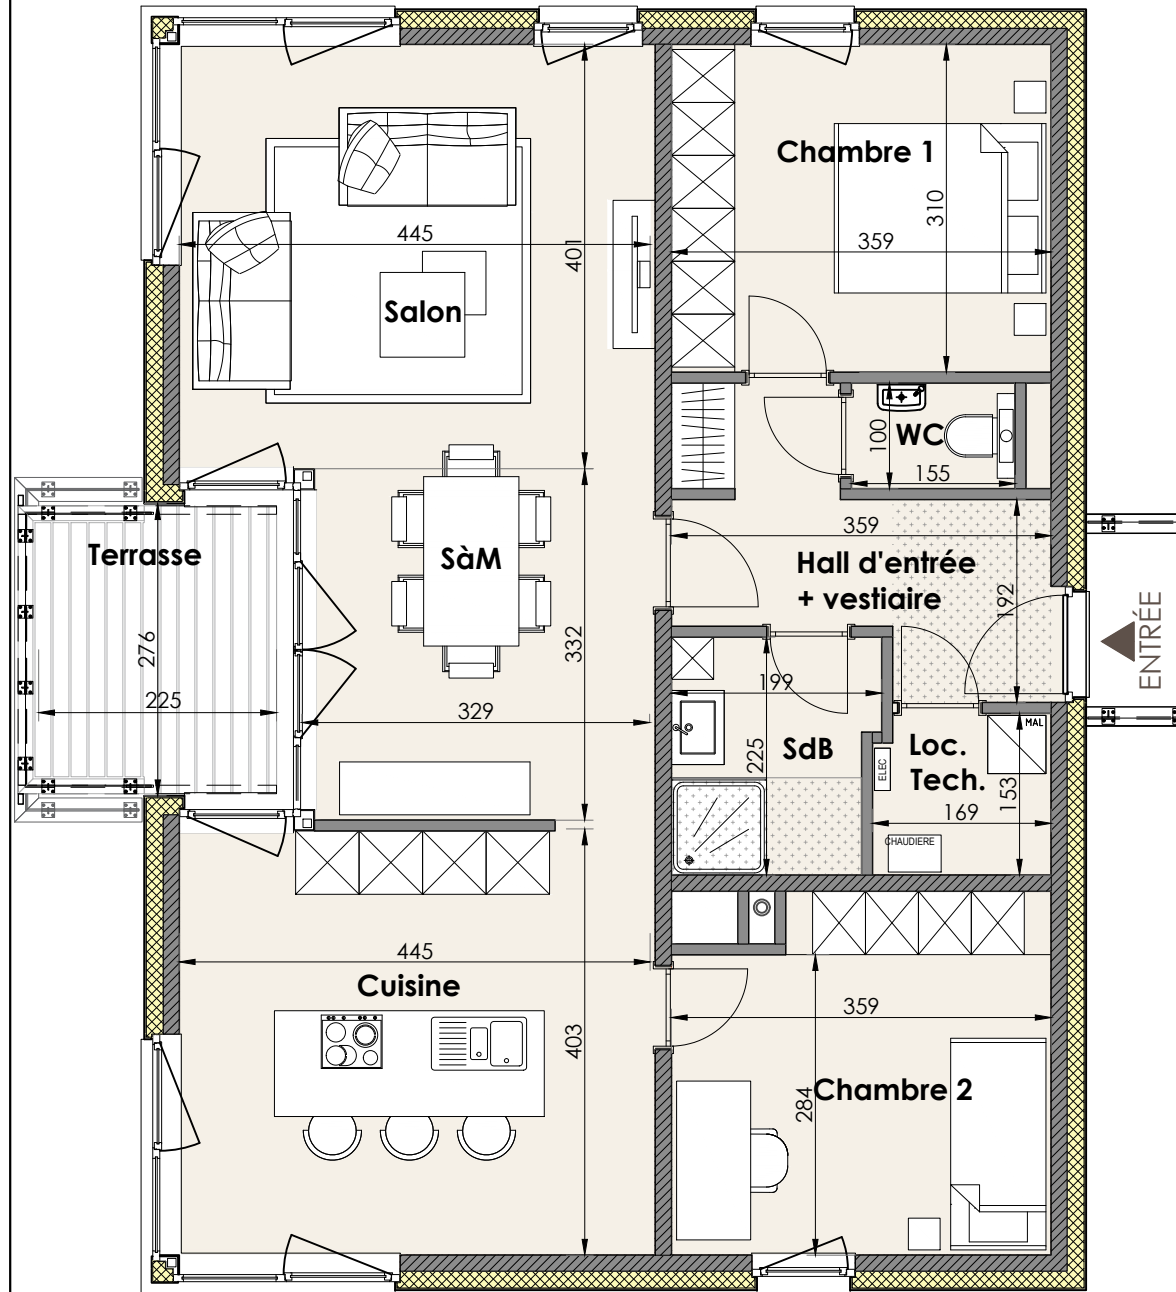 Chambre 1
310
359
445
401
Salon
WC
100
155
359
Hall d'entrée
+ vestiaire
192
ENTRÉE
Terrasse
276
225
SàM
332
329
199
SdB
225
Loc.
Tech.
MAL
ELEC
153
169
CHAUDIERE
445
Cuisine
403
359
Chambre 2
284